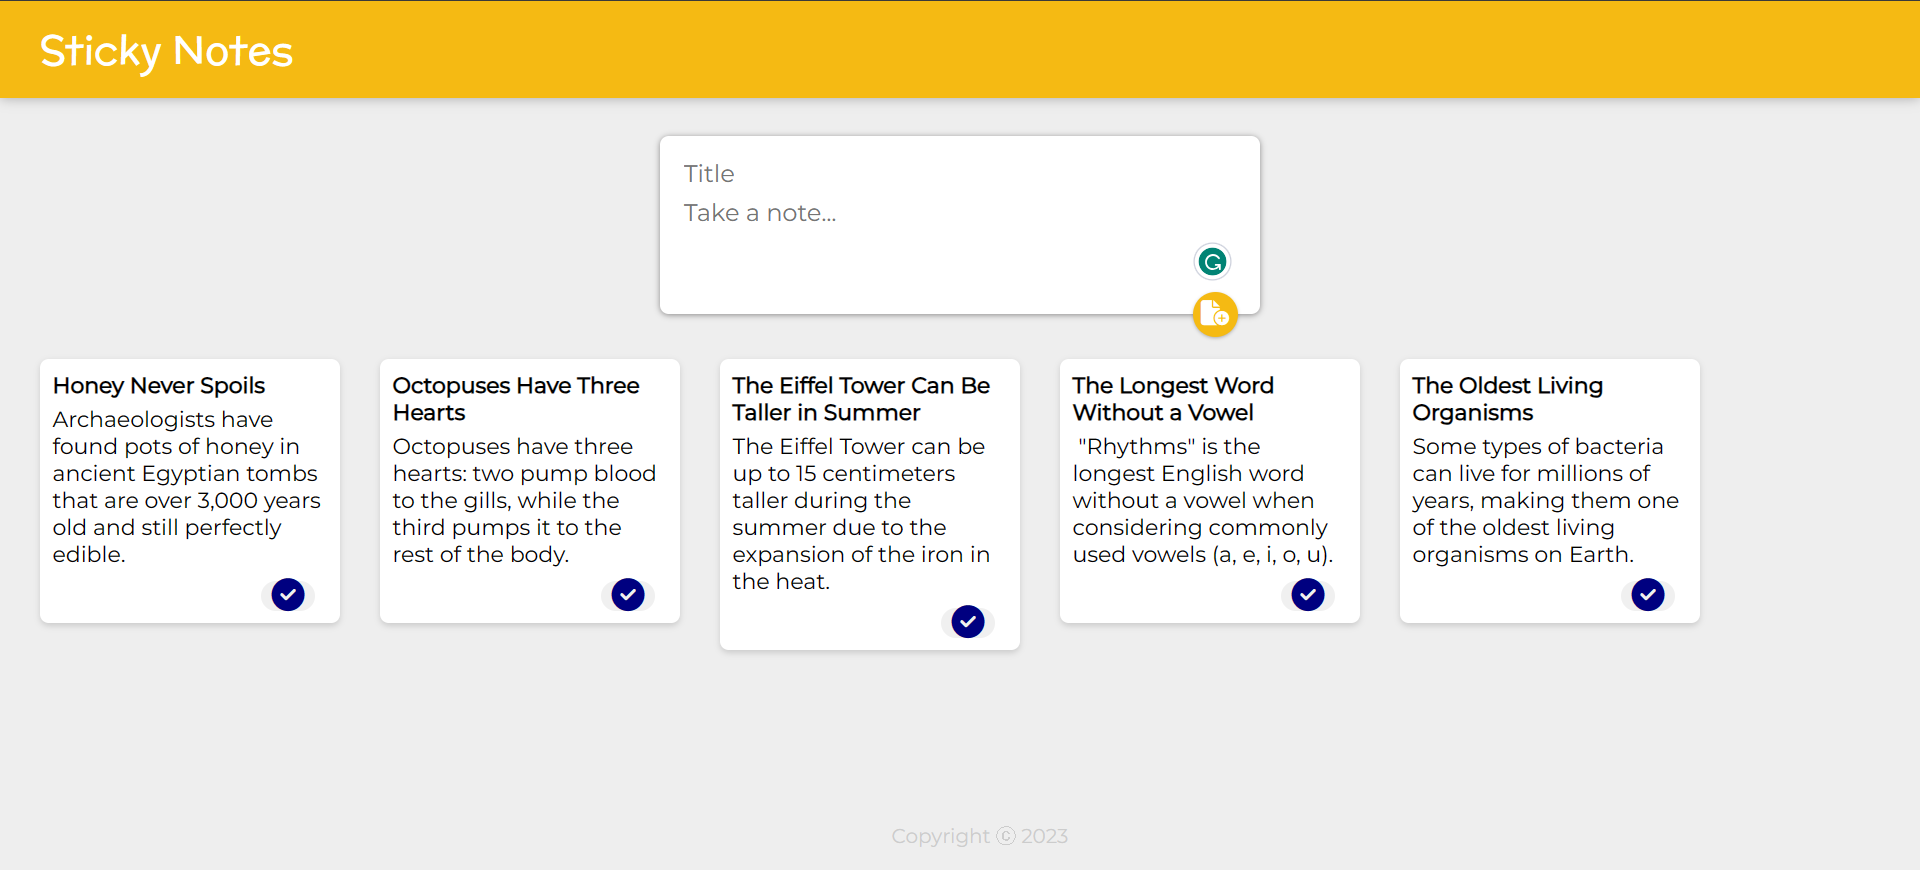 Sticky Notes
Title
Take a note...
Honey Never Spoils
Archaeologists have
found pots of honey in
ancient Egyptian tombs
that are over 3,000 years
old and still perfectly
edible.
Octopuses Have Three
Hearts
Octopuses have three
hearts: two pump blood
to the gills, while the
third pumps it to the
rest of the body.
The Eiffel Tower Can Be
Taller in Summer
The Eiffel Tower can be
up to 15 centimeters
taller during the
summer due to the
expansion of the iron in
the heat.
The Longest Word
Without a Vowel
"Rhythms" is the
longest English word
without a vowel when
considering commonly
used vowels (a, e, i, o, u).
The Oldest Living
Organisms
Some types of bacteria
can live for millions of
years, making them one
of the oldest living
organisms on Earth.
Copyright ⓒ 2023